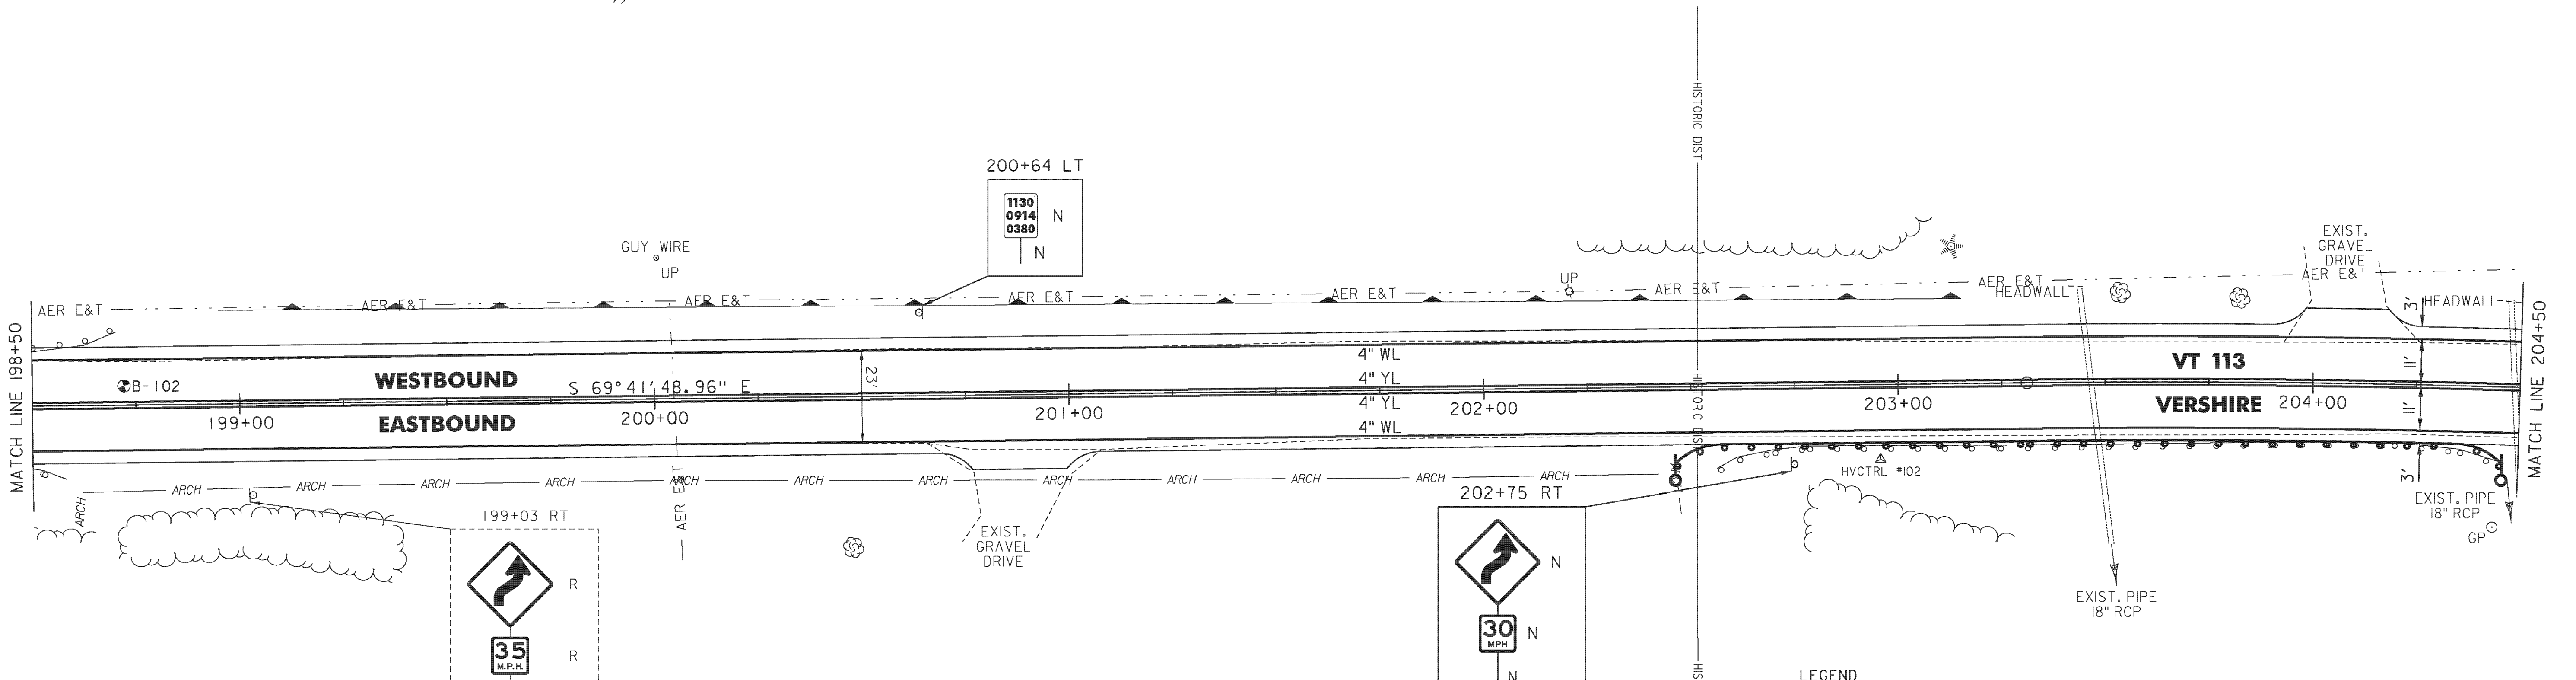 200+64 LT
1130
0914
0380
N
N
HISTORIC DIST
GUY WIRE
UP
UP
EXIST.
GRAVEL
DRIVE
AER E&T
AER E&T
AER E&T
AER E&T
AER E&T
AER E&T
AER E&T
AER E&T
HEADWALL
HEADWALL
3'
MATCH LINE 198+50
MATCH LINE 204+50
B-102
WESTBOUND
S 69°41'48.96" E
23'
4" WL
4" YL
4" YL
4" WL
HISTORIC DIST
VT 113
11'
11'
EASTBOUND
VERSHIRE
199+00
200+00
201+00
202+00
203+00
204+00
ARCH
ARCH
ARCH
ARCH
ARCH
ARCH
ARCH
ARCH
ARCH
ARCH
ARCH
ARCH
ARCH
AER E&T
HVCTRL #102
3'
199+03 RT
R
35
M.P.H.
R
EXIST.
GRAVEL
DRIVE
202+75 RT
N
30
MPH
N
N
EXIST. PIPE
18" RCP
EXIST. PIPE
18" RCP
GP
HIS
LEGEND